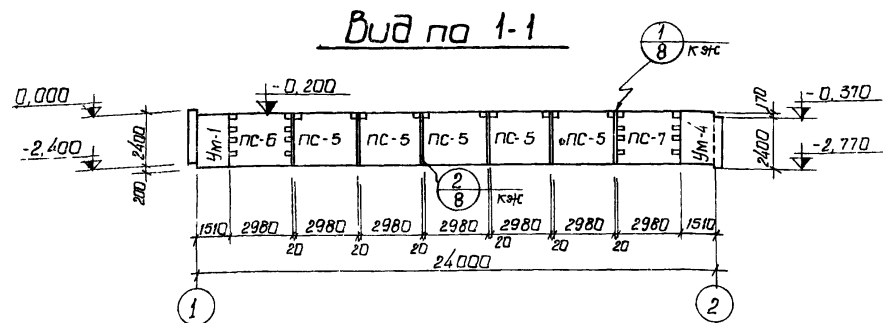 Вид по 1-1
1
8 кжс
0,000
-0,200
-0,370
170
-2,400
2400
200
Ум-1
ПС-6
ПС-5
ПС-5
ПС-5
ПС-5
ПС-5
ПС-7
Ум-4'
2400
-2,770
2
8 кжс
1510 2980 2980 2980 2980 2980 2980 2980 1510
20 20 20 20 20 20
24000
1
2